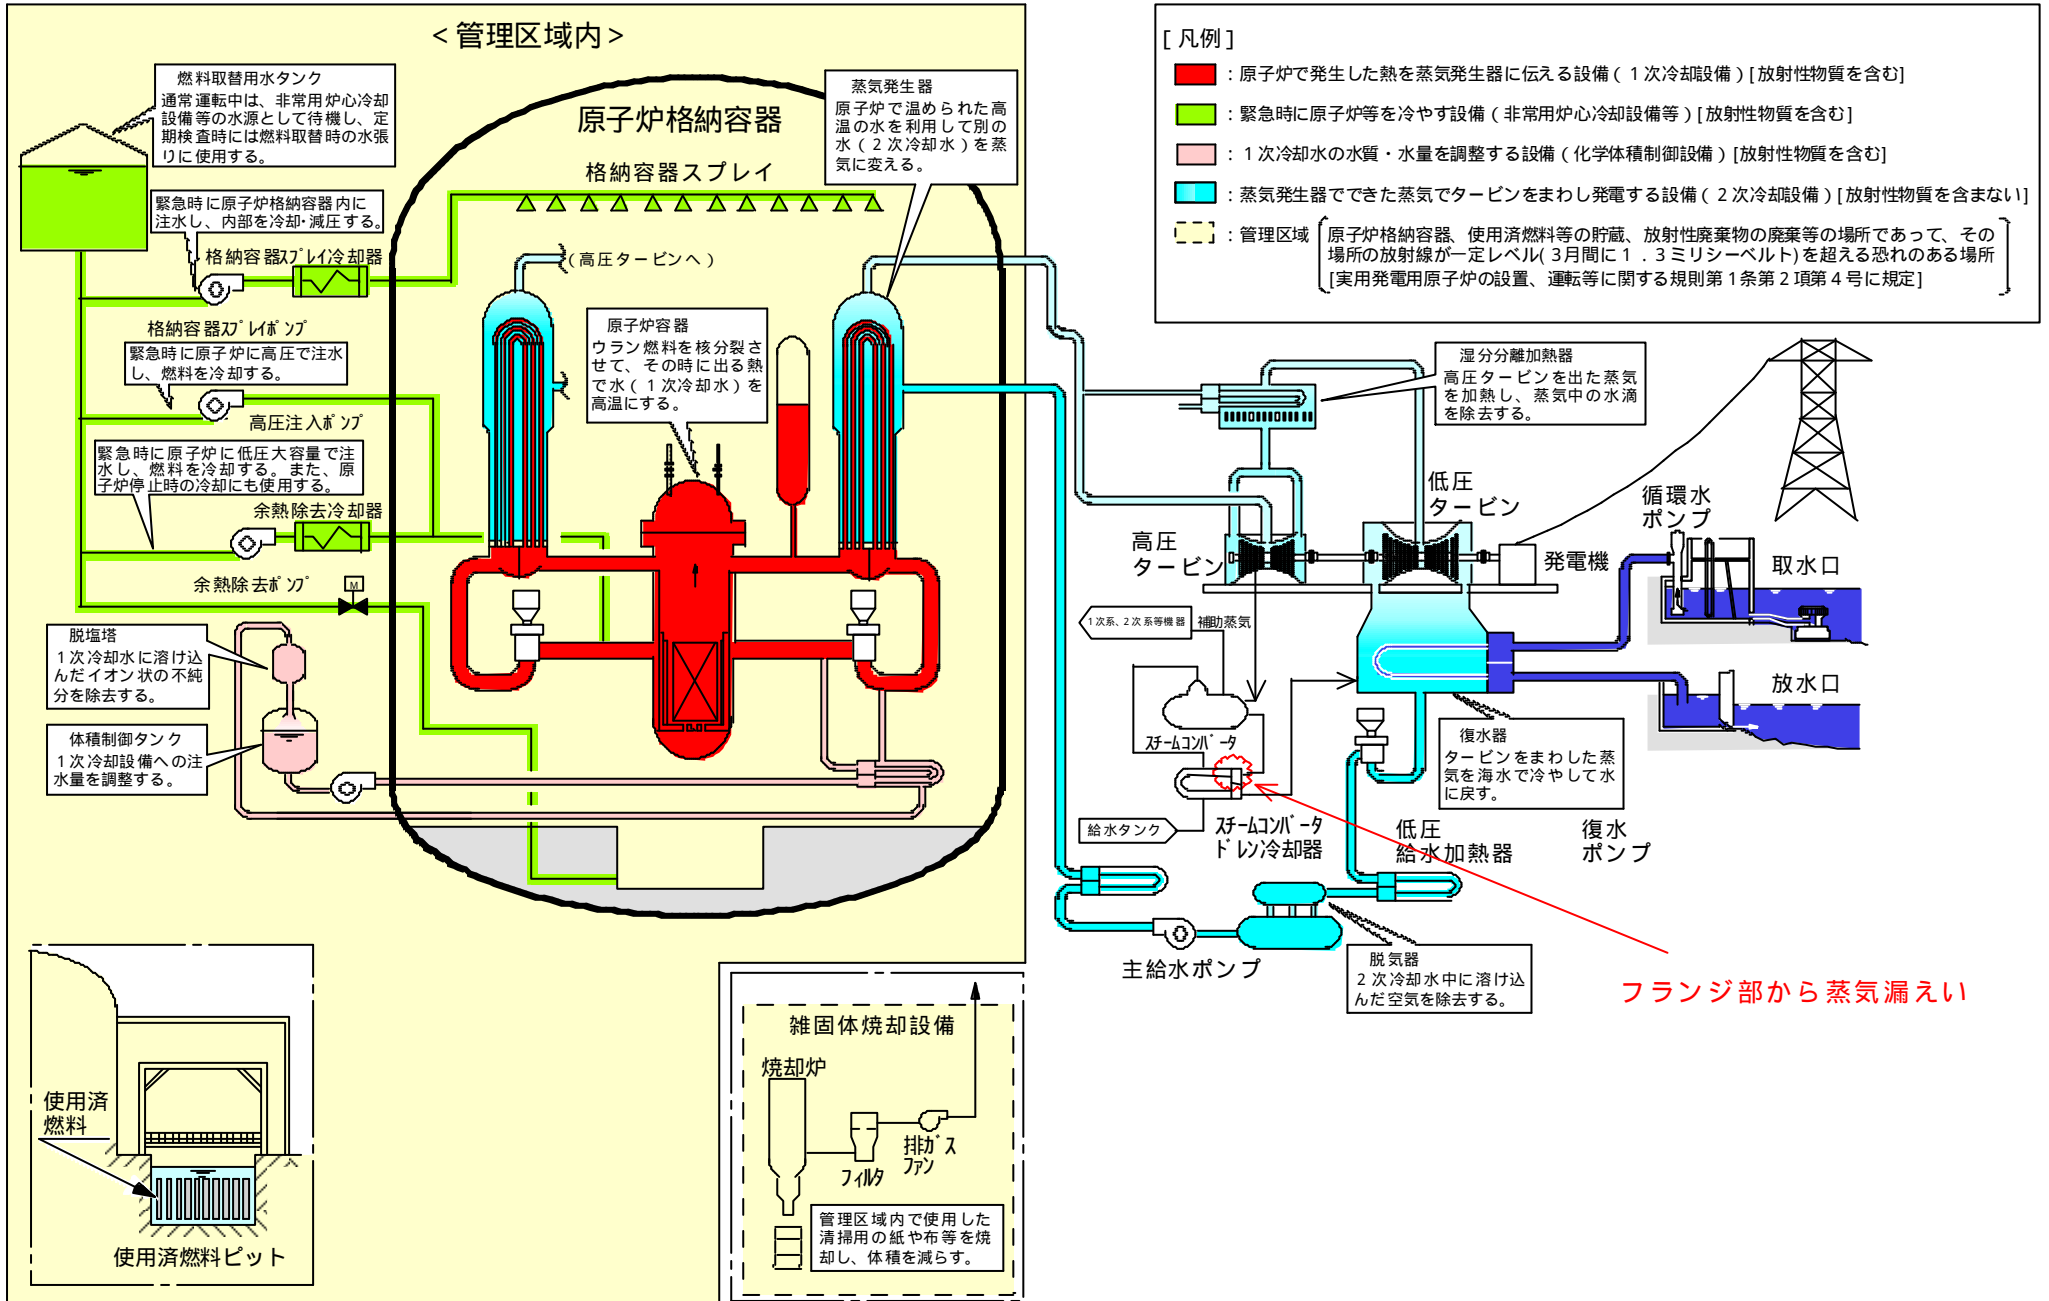 ＜管理区域内＞
燃料取替用水タンク
通常運転中は、非常用炉心冷却
設備等の水源として待機し、定
期検査時には燃料取替時の水張
りに使用する。
原子炉格納容器
格納容器スプレイ
蒸気発生器
原子炉で温められた高
温の水を利用して別の
水（２次冷却水）を蒸
気に変える。
緊急時に原子炉格納容器内に
注水し、内部を冷却･減圧する。
格納容器ｽﾌﾟﾚｲ冷却器
（高圧タービンへ）
格納容器ｽﾌﾟﾚｲﾎﾟﾝﾌﾟ
緊急時に原子炉に高圧で注水
し、燃料を冷却する。
高圧注入ﾎﾟﾝﾌﾟ
原子炉容器
ウラン燃料を核分裂さ
せて、その時に出る熱
で水（１次冷却水）を
高温にする。
緊急時に原子炉に低圧大容量で注
水し、燃料を冷却する。また、原
子炉停止時の冷却にも使用する。
余熱除去冷却器
余熱除去ﾎﾟﾝﾌﾟ
M
脱塩塔
１次冷却水に溶け込
んだイオン状の不純
分を除去する。
体積制御タンク
１次冷却設備への注
水量を調整する。
使用済
燃料
使用済燃料ピット
雑固体焼却設備
焼却炉
フィルタ
排ｶﾞｽ
ﾌｧﾝ
管理区域内で使用した
清掃用の紙や布等を焼
却し、体積を減らす。
[凡例]
：原子炉で発生した熱を蒸気発生器に伝える設備（１次冷却設備）[放射性物質を含む]
：緊急時に原子炉等を冷やす設備（非常用炉心冷却設備等）[放射性物質を含む]
：１次冷却水の水質・水量を調整する設備（化学体積制御設備）[放射性物質を含む]
：蒸気発生器でできた蒸気でタービンをまわし発電する設備（２次冷却設備）[放射性物質を含まない]
：管理区域
原子炉格納容器、使用済燃料等の貯蔵、放射性廃棄物の廃棄等の場所であって、その
場所の放射線が一定レベル(３月間に１．３ミリシーベルト)を超える恐れのある場所
[実用発電用原子炉の設置、運転等に関する規則第１条第２項第４号に規定]
湿分分離加熱器
高圧タービンを出た蒸気
を加熱し、蒸気中の水滴
を除去する。
低圧
タービン
高圧
タービン
発電機
循環水
ポンプ
取水口
放水口
1次系、2次系等機器
補助蒸気
ｽﾁｰﾑｺﾝﾊﾞｰﾀ
給水タンク
ｽﾁｰﾑｺﾝﾊﾞｰﾀ
ﾄﾞﾚﾝ冷却器
復水器
タービンをまわした蒸
気を海水で冷やして水
に戻す。
低圧
給水加熱器
復水
ポンプ
主給水ポンプ
脱気器
２次冷却水中に溶け込
んだ空気を除去する。
フランジ部から蒸気漏えい